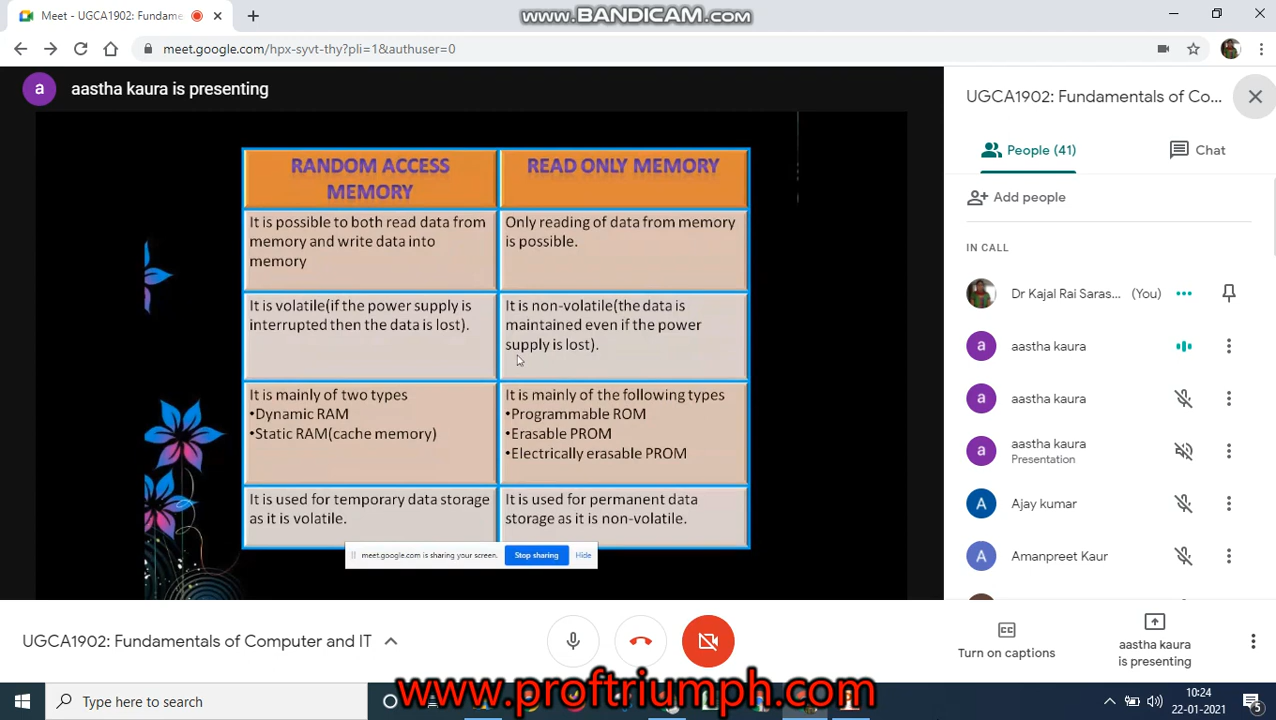 Meet - UGCA1902: Fundame
www.BANDICAM.com
meet.google.com/hpx-syvt-thy?pli=1&authuser=0
a
aastha kaura is presenting
RANDOM ACCESS
MEMORY
READ ONLY MEMORY
It is possible to both read data from
memory and write data into
memory
Only reading of data from memory
is possible.
It is volatile(if the power supply is
interrupted then the data is lost).
It is non-volatile(the data is
maintained even if the power
supply is lost).
It is mainly of two types
•Dynamic RAM
•Static RAM(cache memory)
It is mainly of the following types
•Programmable ROM
•Erasable PROM
•Electrically erasable PROM
It is used for temporary data storage
as it is volatile.
It is used for permanent data
storage as it is non-volatile.
meet.google.com is sharing your screen.
Stop sharing
Hide
UGCA1902: Fundamentals of Co...
People (41)
Chat
Add people
IN CALL
Dr Kajal Rai Saras... (You)
a
aastha kaura
a
aastha kaura
a
aastha kaura
Presentation
A
Ajay kumar
A
Amanpreet Kaur
UGCA1902: Fundamentals of Computer and IT
CC
Turn on captions
aastha kaura
is presenting
www.proftriumph.com
Type here to search
10:24
22-01-2021
5